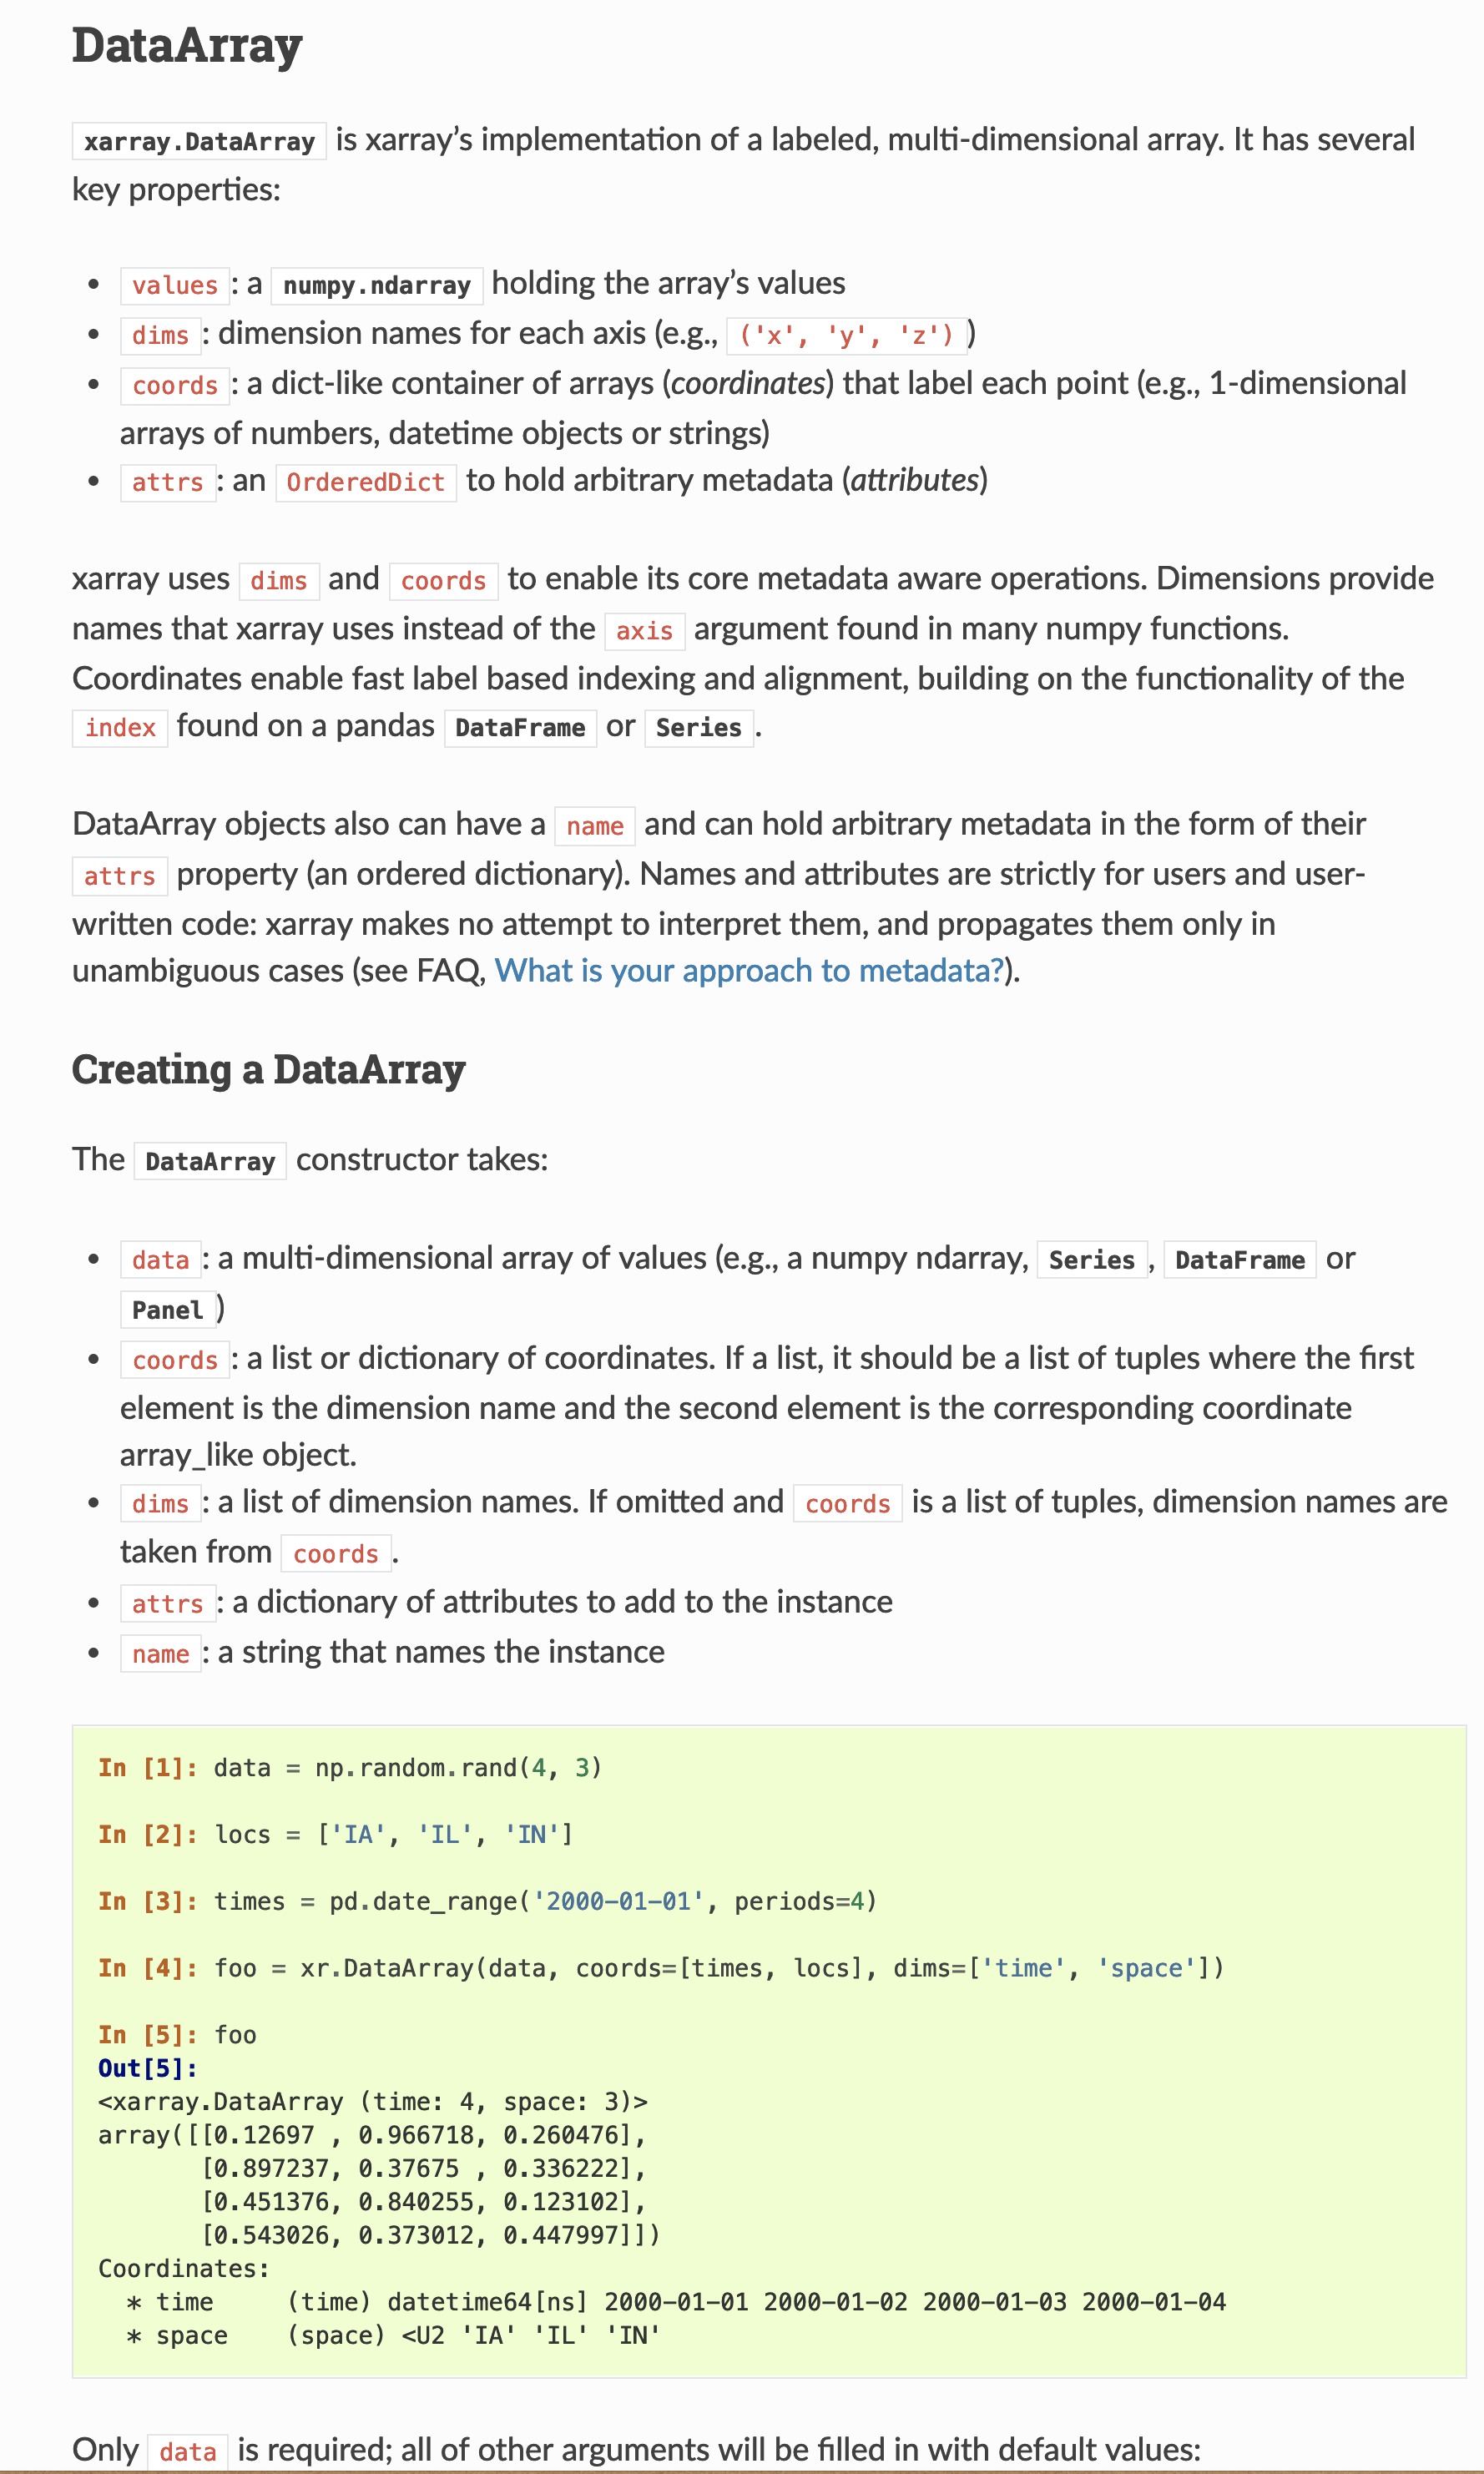 DataArray
xarray.DataArray is xarray’s implementation of a labeled, multi-dimensional array. It has several
key properties:
• values : a numpy.ndarray holding the array’s values
• dims : dimension names for each axis (e.g., ('x', 'y', 'z') )
• coords : a dict-like container of arrays (coordinates) that label each point (e.g., 1-dimensional
arrays of numbers, datetime objects or strings)
• attrs : an OrderedDict to hold arbitrary metadata (attributes)
xarray uses dims and coords to enable its core metadata aware operations. Dimensions provide
names that xarray uses instead of the axis argument found in many numpy functions.
Coordinates enable fast label based indexing and alignment, building on the functionality of the
index found on a pandas DataFrame or Series .
DataArray objects also can have a name and can hold arbitrary metadata in the form of their
attrs property (an ordered dictionary). Names and attributes are strictly for users and user-
written code: xarray makes no attempt to interpret them, and propagates them only in
unambiguous cases (see FAQ, What is your approach to metadata?).
Creating a DataArray
The DataArray constructor takes:
• data : a multi-dimensional array of values (e.g., a numpy ndarray, Series , DataFrame or
Panel )
• coords : a list or dictionary of coordinates. If a list, it should be a list of tuples where the first
element is the dimension name and the second element is the corresponding coordinate
array_like object.
• dims : a list of dimension names. If omitted and coords is a list of tuples, dimension names are
taken from coords .
• attrs : a dictionary of attributes to add to the instance
• name : a string that names the instance
In [1]: data = np.random.rand(4, 3)
In [2]: locs = ['IA', 'IL', 'IN']
In [3]: times = pd.date_range('2000-01-01', periods=4)
In [4]: foo = xr.DataArray(data, coords=[times, locs], dims=['time', 'space'])
In [5]: foo
Out[5]:
<xarray.DataArray (time: 4, space: 3)>
array([[0.12697 , 0.966718, 0.260476],
       [0.897237, 0.37675 , 0.336222],
       [0.451376, 0.840255, 0.123102],
       [0.543026, 0.373012, 0.447997]])
Coordinates:
  * time     (time) datetime64[ns] 2000-01-01 2000-01-02 2000-01-03 2000-01-04
  * space    (space) <U2 'IA' 'IL' 'IN'
Only data is required; all of other arguments will be filled in with default values: